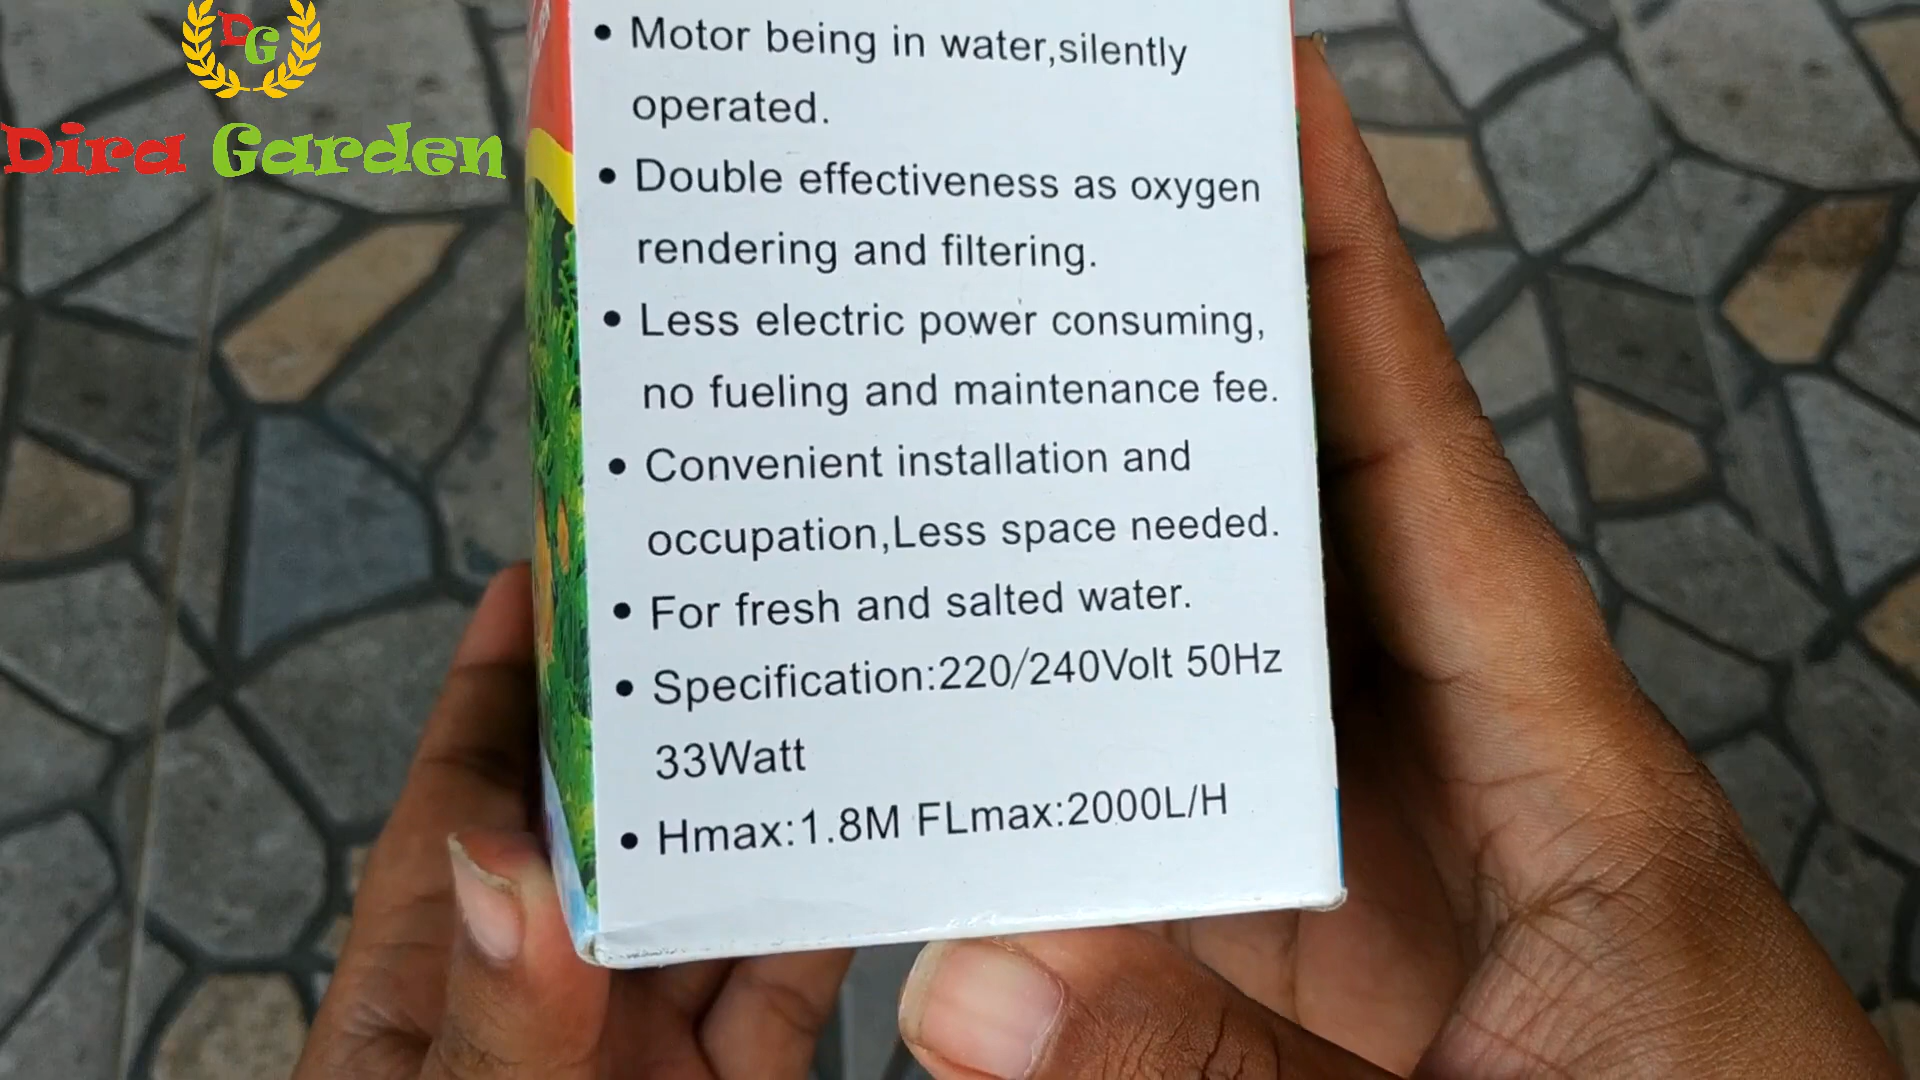 DG
Dira Garden
• Motor being in water,silently
operated.
• Double effectiveness as oxygen
rendering and filtering.
• Less electric power consuming,
no fueling and maintenance fee.
• Convenient installation and
occupation,Less space needed.
• For fresh and salted water.
• Specification:220/240Volt 50Hz
33Watt
• Hmax:1.8M FLmax:2000L/H